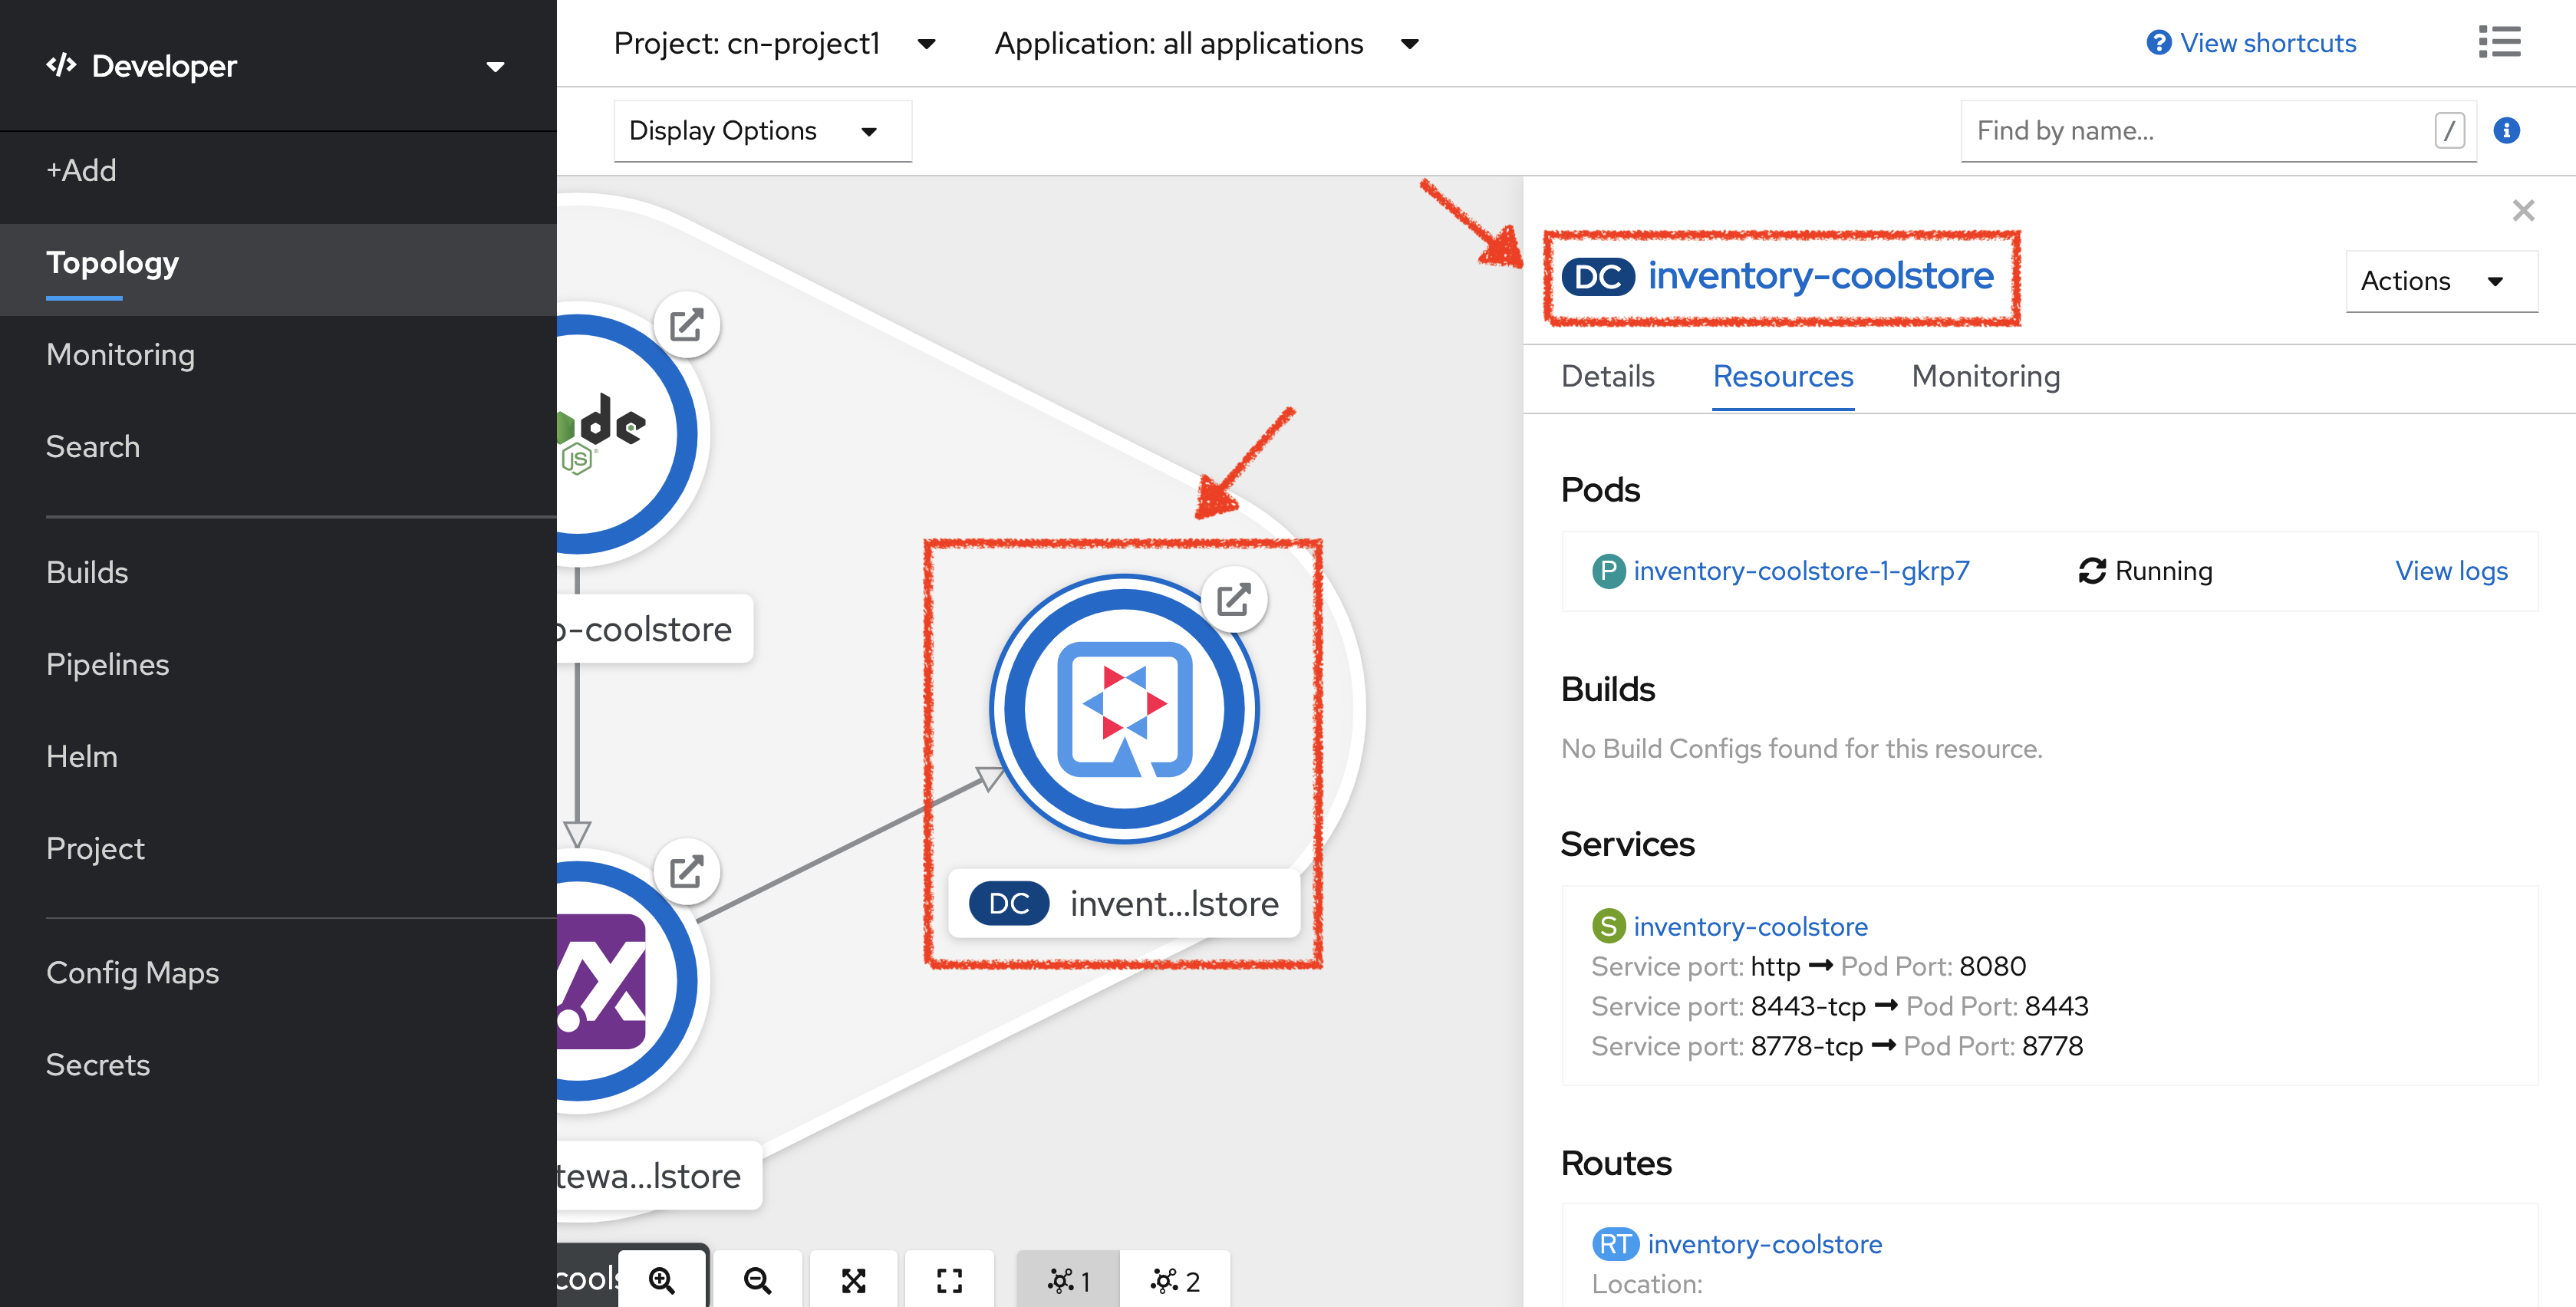 Developer
+Add
Topology
Monitoring
Search
Builds
Pipelines
Helm
Project
Config Maps
Secrets
Project: cn-project1
Application: all applications
View shortcuts
Display Options
Find by name...
/
JS
-coolstore
DC invent...lstore
tewa...lstore
1
2
DC inventory-coolstore
Actions
Details
Resources
Monitoring
Pods
P inventory-coolstore-1-gkrp7
Running
View logs
Builds
No Build Configs found for this resource.
Services
S inventory-coolstore
Service port: http → Pod Port: 8080
Service port: 8443-tcp → Pod Port: 8443
Service port: 8778-tcp → Pod Port: 8778
Routes
RT inventory-coolstore
Location: